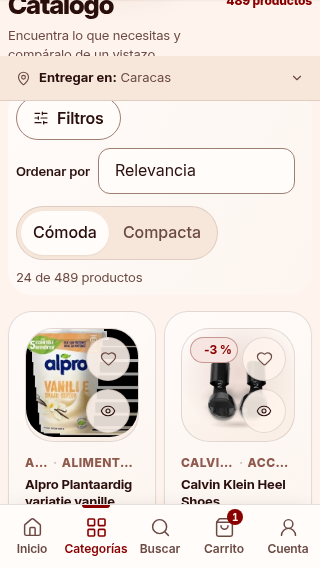 Catálogo
489 productos
Encuentra lo que necesitas y
compáralo de un vistazo
Entregar en: Caracas
Filtros
Ordenar por
Relevancia
Cómoda
Compacta
24 de 489 productos
alpro
VANILLE
-3 %
A... · ALIMENT...
Alpro Plantaardig
variatie vanille
CALVI... · ACC...
Calvin Klein Heel
Shoes
Inicio
Categorías
Buscar
1
Carrito
Cuenta